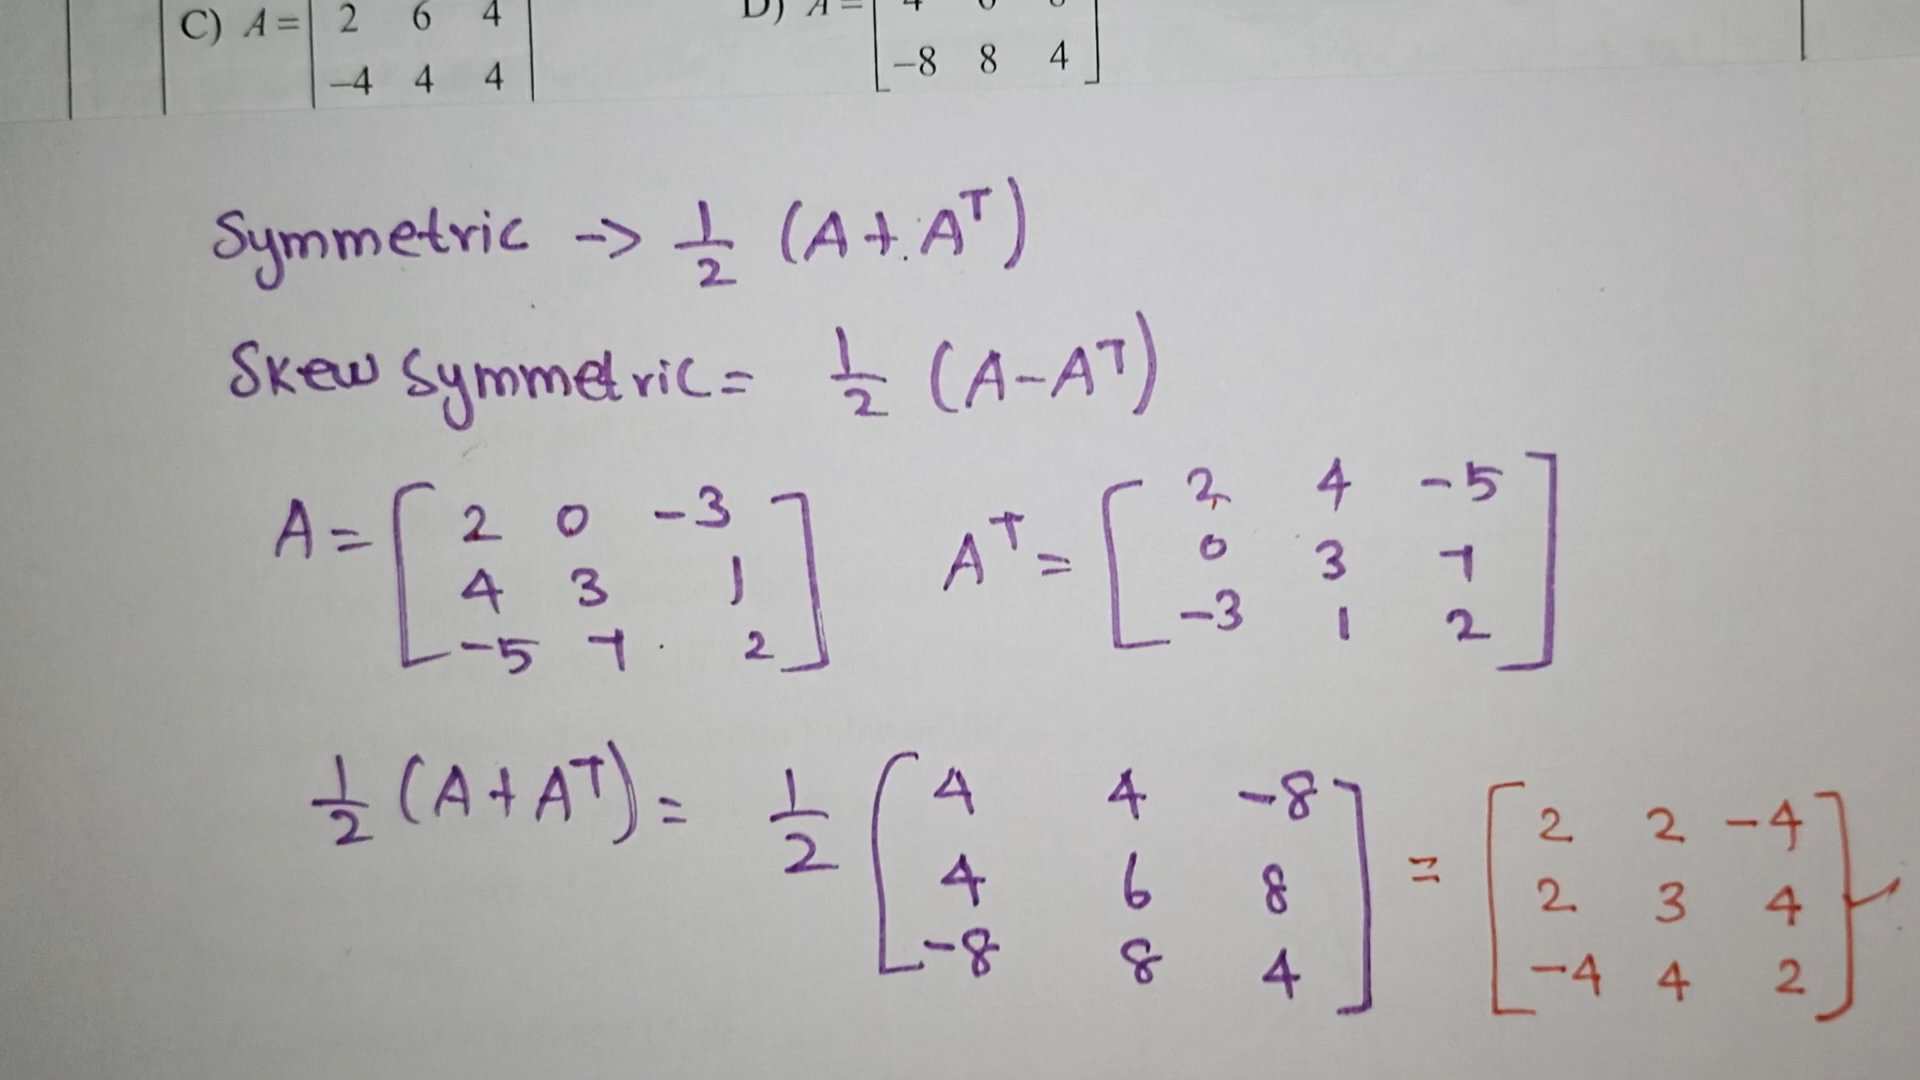 C) A = 2 6 4
-4 4 4
D) A =
-8 8 4
Symmetric -> 1/2 (A + A^T)
Skew Symmetric = 1/2 (A - A^T)
A = [ 2 0 -3
4 3 1
-5 7 2 ]
A^T = [ 2 4 -5
0 3 7
-3 1 2 ]
1/2 (A + A^T) = 1/2 [ 4 4 -8
4 6 8
-8 8 4 ]
= [ 2 2 -4
2 3 4
-4 4 2 ]